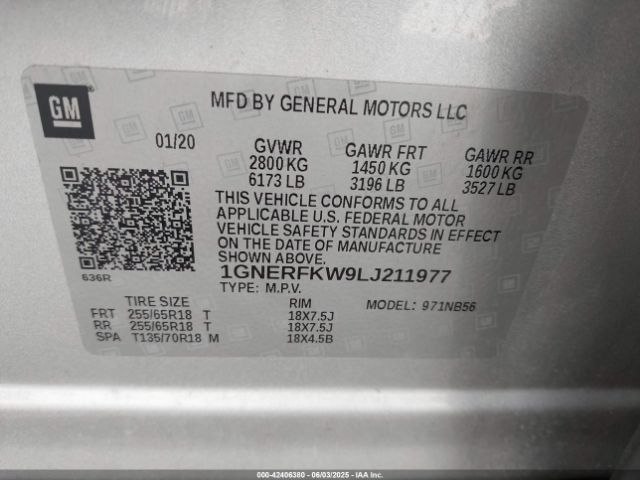 GM
MFD BY GENERAL MOTORS LLC
01/20 GVWR GAWR FRT GAWR RR
2800 KG 1450 KG 1600 KG
6173 LB 3196 LB 3527 LB
THIS VEHICLE CONFORMS TO ALL
APPLICABLE U.S. FEDERAL MOTOR
VEHICLE SAFETY STANDARDS IN EFFECT
ON THE DATE OF MANUFACTURE
SHOWN ABOVE.
636R
1GNERFKW9LJ211977
TYPE: M.P.V. MODEL: 971NB56
TIRE SIZE RIM
FRT 255/65R18 T 18X7.5J
RR 255/65R18 T 18X7.5J
SPA T135/70R18 M 18X4.5B
000-42406380 - 06/03/2025 - IAAI.COM